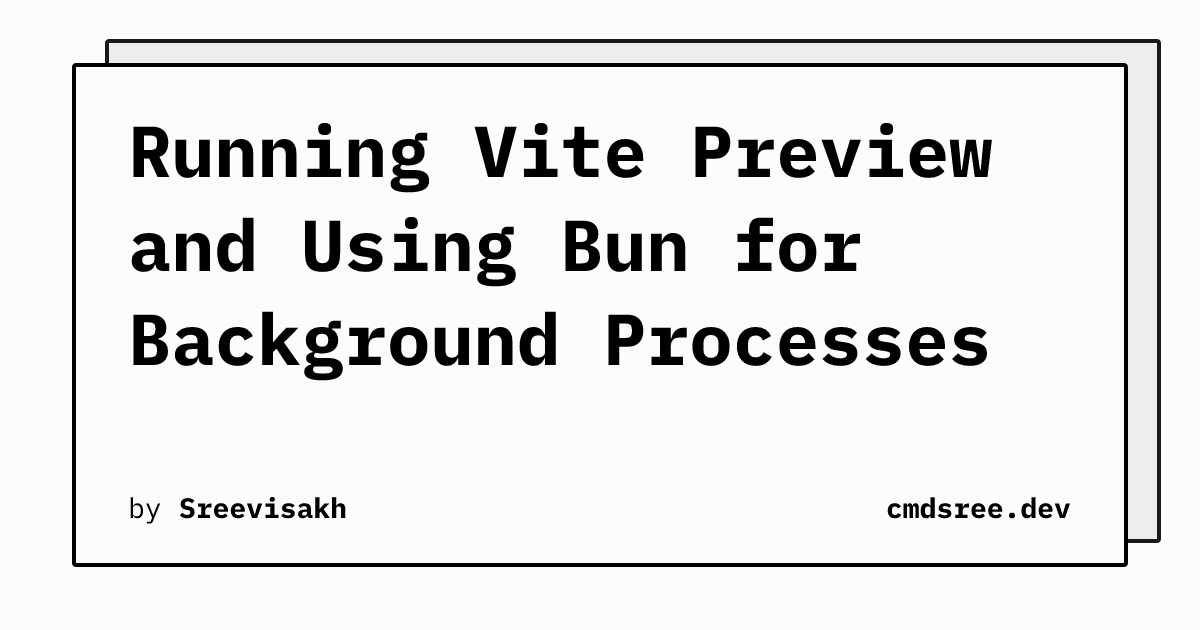 Running Vite Preview
and Using Bun for
Background Processes
by Sreevisakh
cmdsree.dev